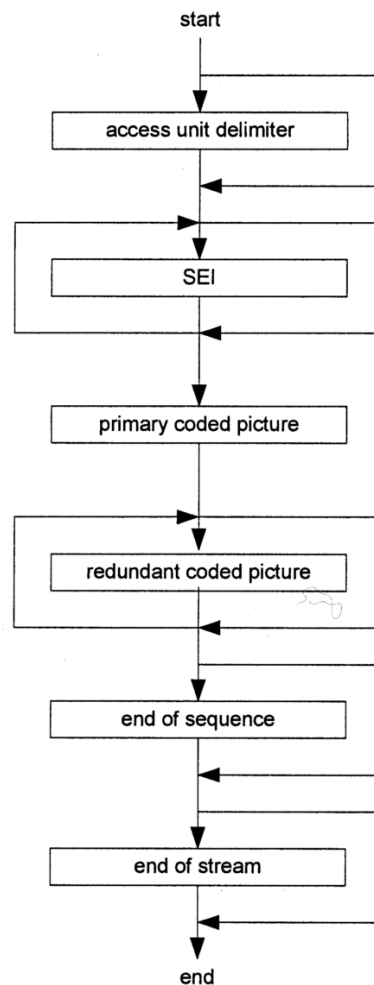 start
access unit delimiter
SEI
primary coded picture
redundant coded picture
end of sequence
end of stream
end